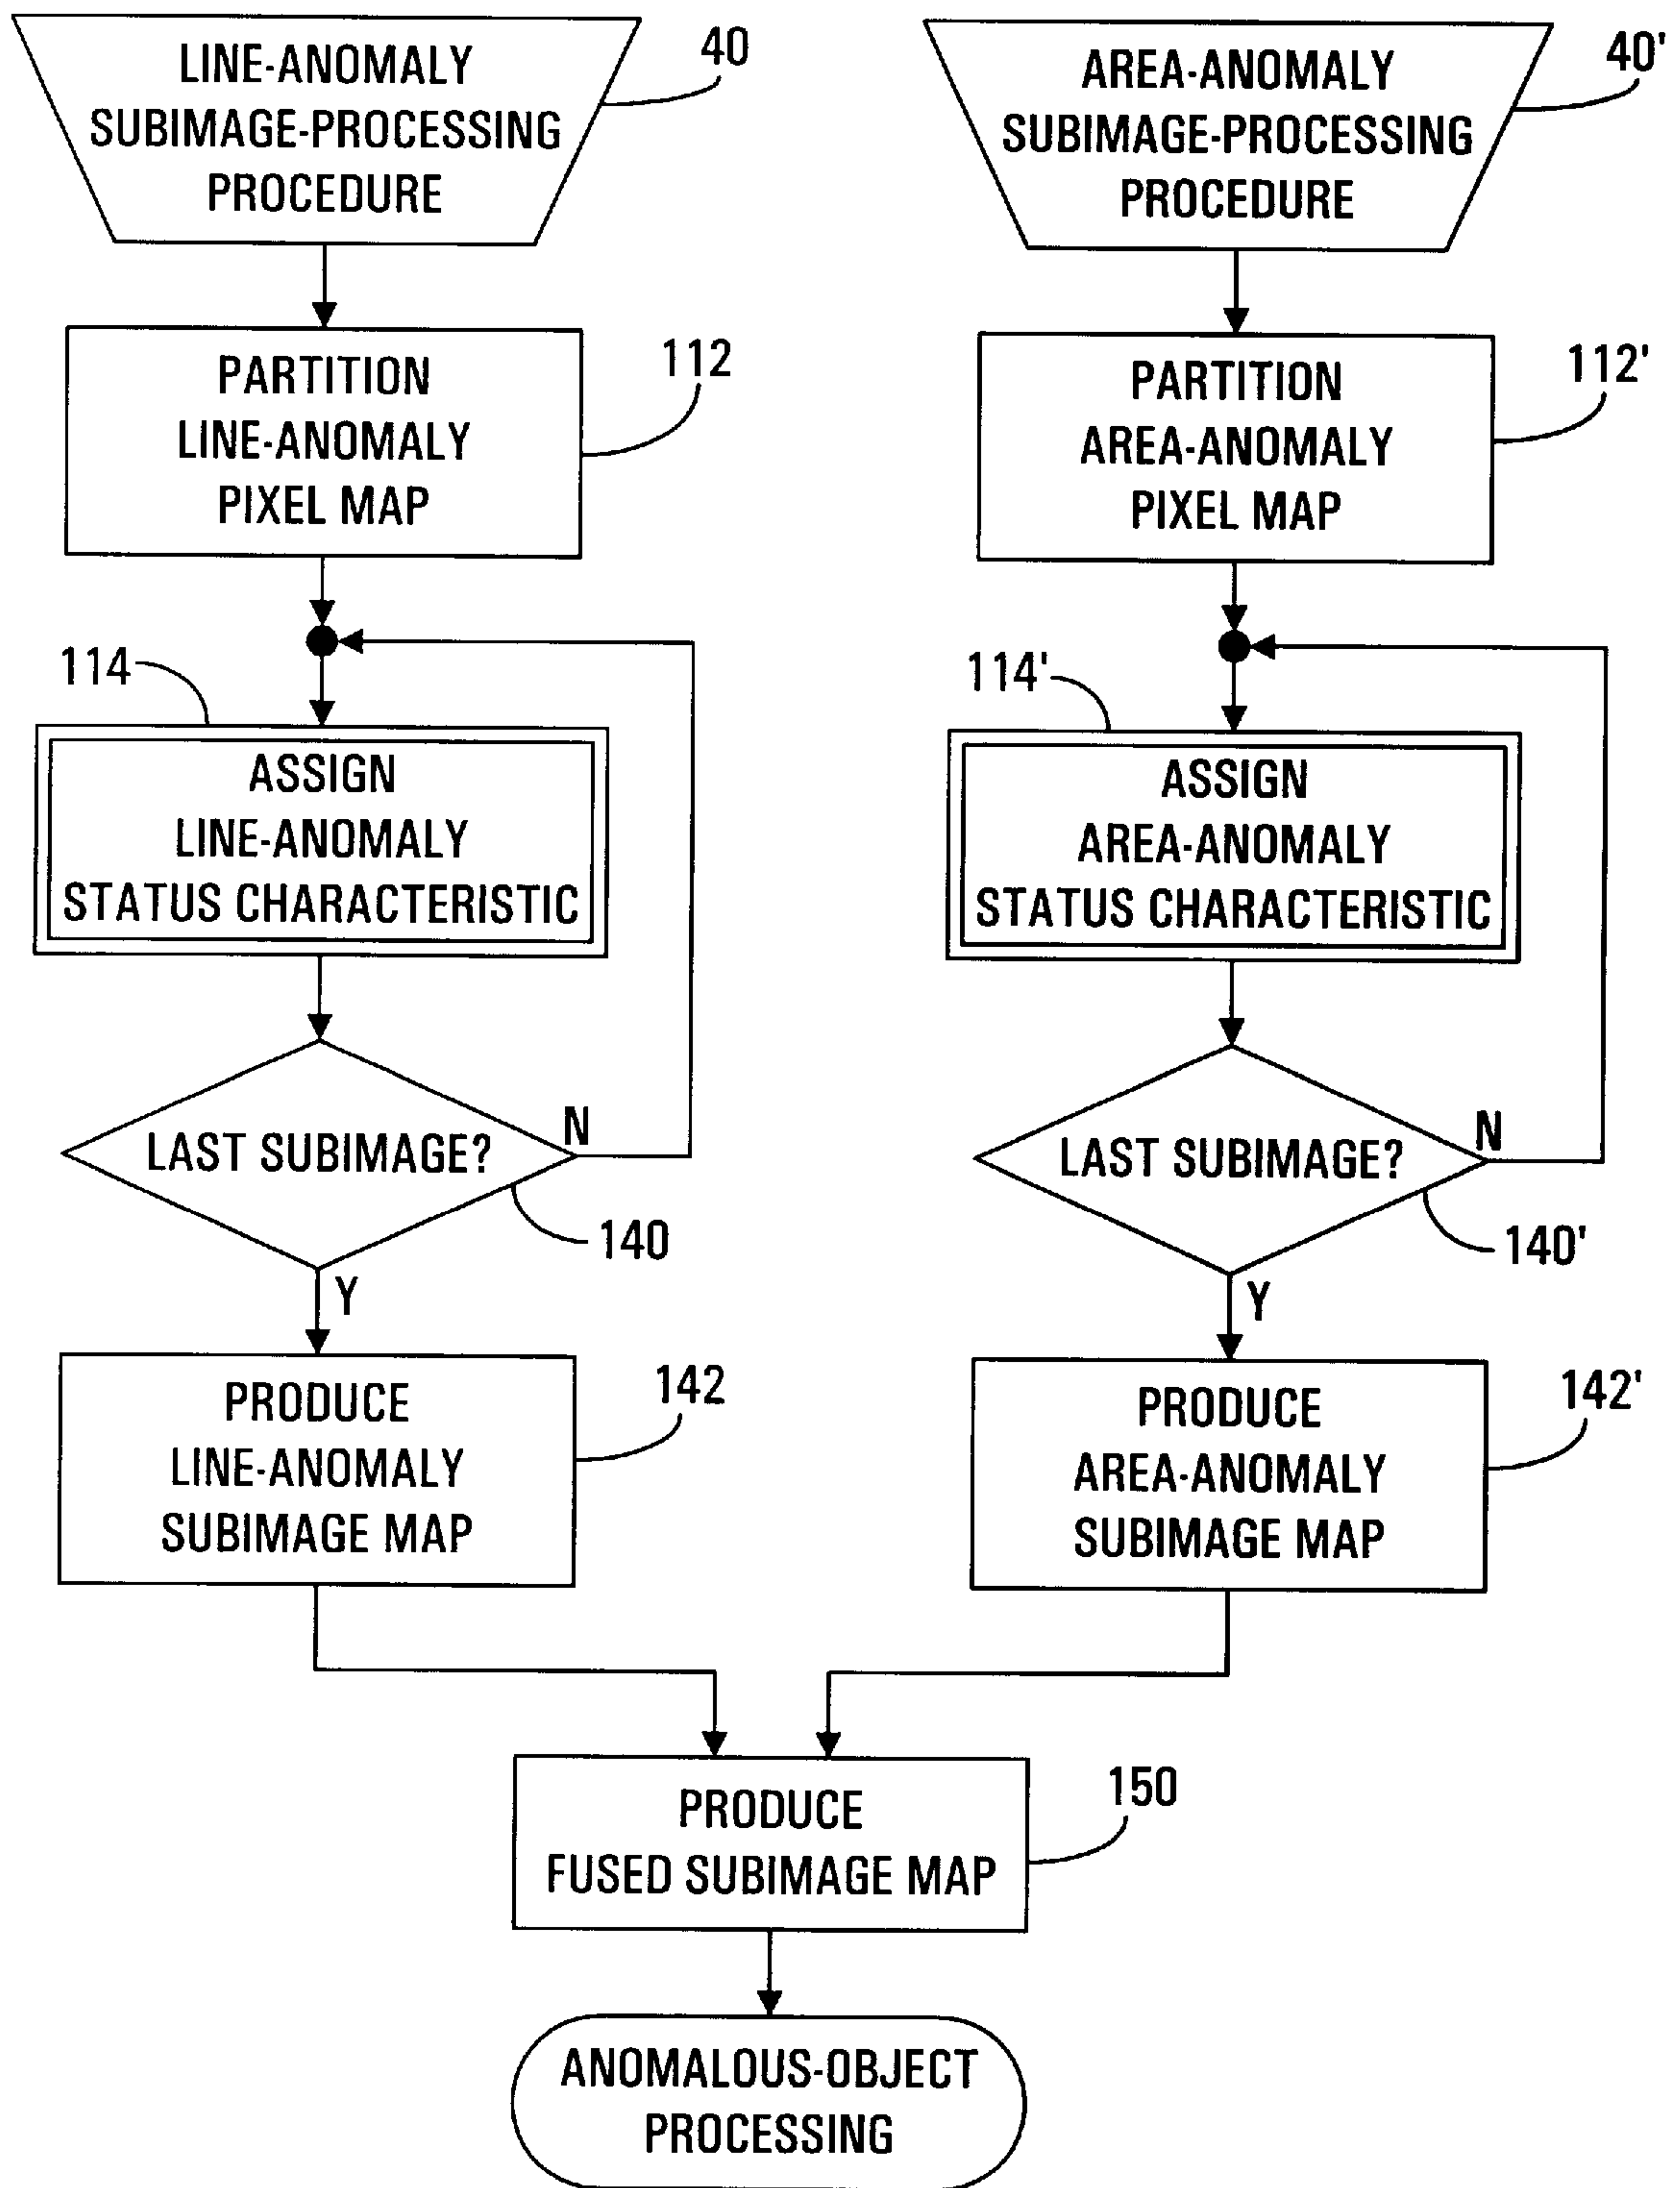 LINE-ANOMALY
SUBIMAGE-PROCESSING
PROCEDURE
40
PARTITION
LINE-ANOMALY
PIXEL MAP
112
114
ASSIGN
LINE-ANOMALY
STATUS CHARACTERISTIC
LAST SUBIMAGE?
N
140
Y
PRODUCE
LINE-ANOMALY
SUBIMAGE MAP
142
AREA-ANOMALY
SUBIMAGE-PROCESSING
PROCEDURE
40'
PARTITION
AREA-ANOMALY
PIXEL MAP
112'
114'
ASSIGN
AREA-ANOMALY
STATUS CHARACTERISTIC
LAST SUBIMAGE?
N
140'
Y
PRODUCE
AREA-ANOMALY
SUBIMAGE MAP
142'
PRODUCE
FUSED SUBIMAGE MAP
150
ANOMALOUS-OBJECT
PROCESSING